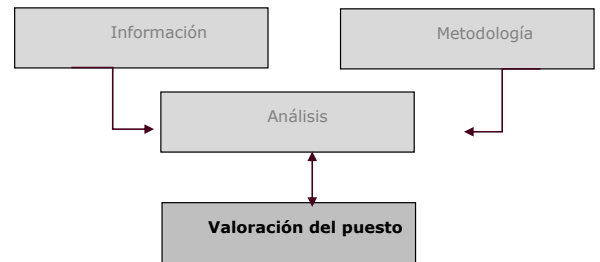 Información
Metodología
Análisis
Valoración del puesto